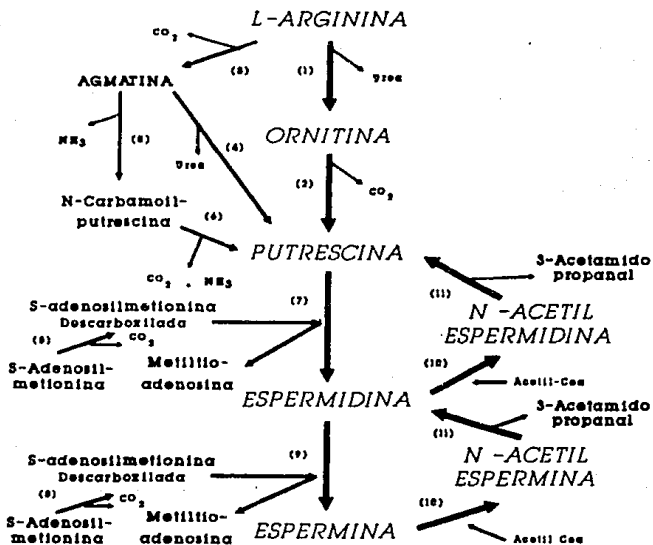 L-ARGININA
CO2
(3)
(1)
Urea
AGMATINA
NH3
(5)
(4)
Urea
ORNITINA
(2)
CO2
N-Carbamoil-
putrescina
(6)
PUTRESCINA
CO2 . NH3
3-Acetamido
propanal
(11)
N -ACETIL
ESPERMIDINA
S-adenosilmetionina
Descarboxilada
(7)
(8)
CO2
S-Adenosil-
metionina
Metiltio-
adenosina
(10)
Acetil-Coa
ESPERMIDINA
3-Acetamido
propanal
(11)
N -ACETIL
ESPERMINA
S-adenosilmetionina
Descarboxilada
(9)
(8)
CO2
S-Adenosil-
metionina
Metiltio-
adenosina
(10)
Acetil Coa
ESPERMINA